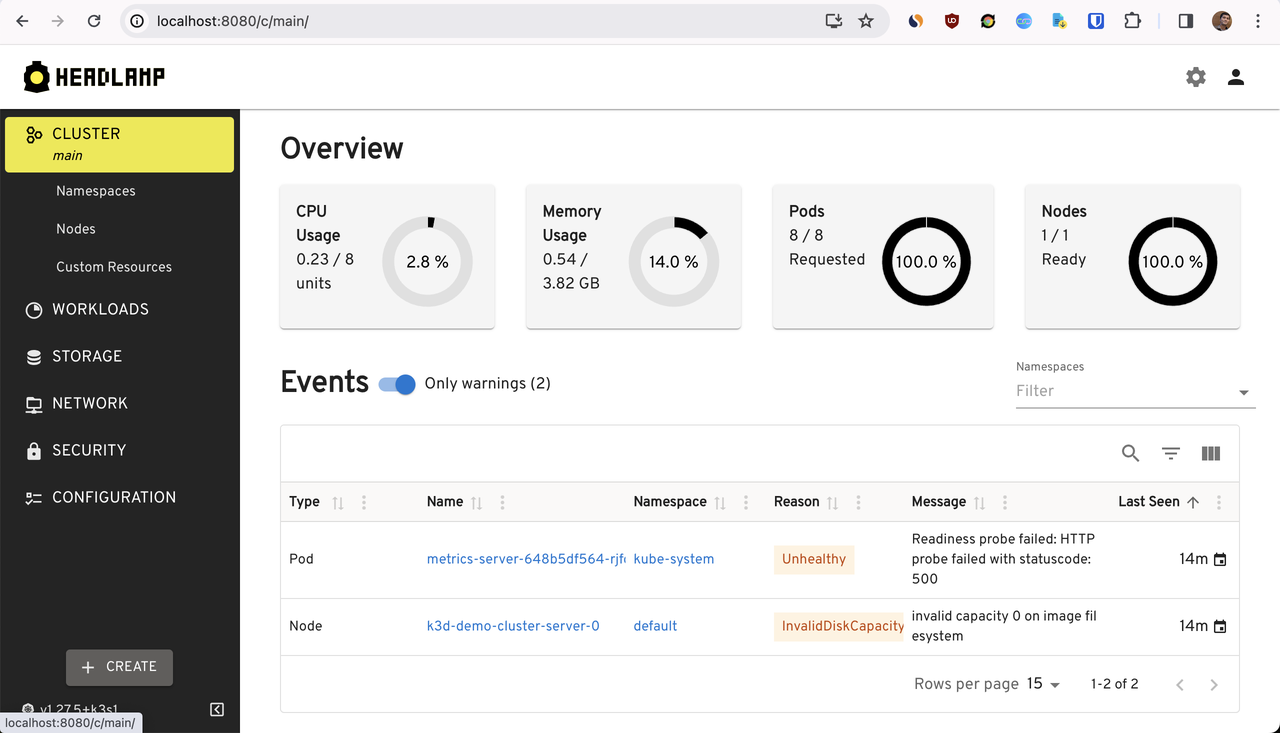 localhost:8080/c/main/
HEADLAMP
CLUSTER
main
Namespaces
Nodes
Custom Resources
WORKLOADS
STORAGE
NETWORK
SECURITY
CONFIGURATION
CREATE
v1.27.5+k3s1
localhost:8080/c/main/
Overview
CPU
Usage
0.23 / 8
units
2.8 %
Memory
Usage
0.54 /
3.82 GB
14.0 %
Pods
8 / 8
Requested
100.0 %
Nodes
1 / 1
Ready
100.0 %
Events
Only warnings (2)
Namespaces
Filter
Type Name Namespace Reason Message Last Seen
Pod metrics-server-648b5df564-rjf kube-system Unhealthy 14m
Readiness probe failed: HTTP
probe failed with statuscode:
500
Node k3d-demo-cluster-server-0 default InvalidDiskCapacity 14m
invalid capacity 0 on image fil
esystem
Rows per page 15 1-2 of 2